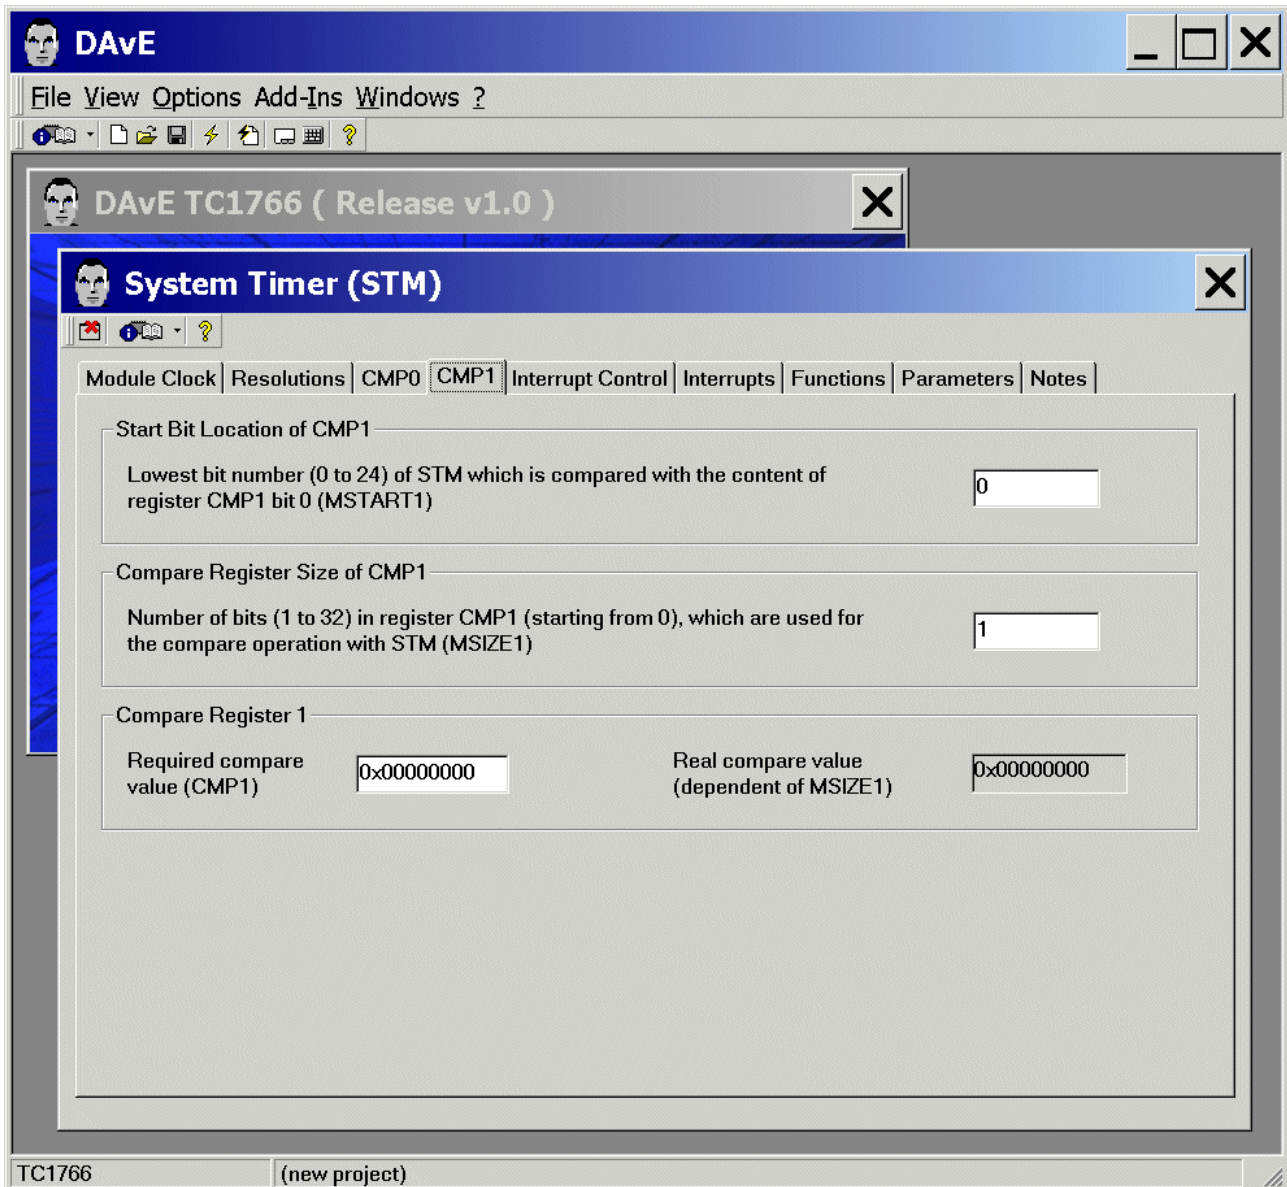 DAvE
File View Options Add-Ins Windows ?
DAvE TC1766 ( Release v1.0 )
System Timer (STM)
Module Clock Resolutions CMP0 CMP1 Interrupt Control Interrupts Functions Parameters Notes
Start Bit Location of CMP1
Lowest bit number (0 to 24) of STM which is compared with the content of
register CMP1 bit 0 (MSTART1)
0
Compare Register Size of CMP1
Number of bits (1 to 32) in register CMP1 (starting from 0), which are used for
the compare operation with STM (MSIZE1)
1
Compare Register 1
Required compare
value (CMP1)
0x00000000
Real compare value
(dependent of MSIZE1)
0x00000000
TC1766 (new project)